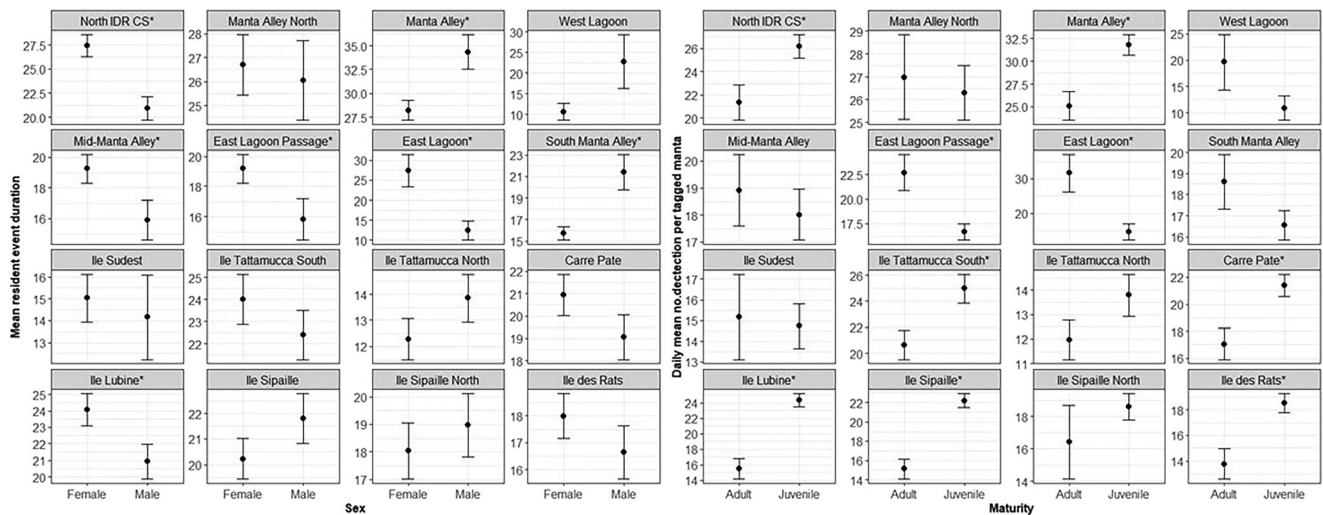 North IDR CS* Manta Alley North Manta Alley* West Lagoon
27.5 28 35.0 30
25.0 27 32.5 25
22.5 26 30.0 20
20.0 25 27.5 15
10
Mid-Manta Alley* East Lagoon Passage* East Lagoon* South Manta Alley*
20 20 30 23
18 18 25 21
16 16 20 19
15 17
10 15
Ile Sudest Ile Tattamucca South Ile Tattamucca North Carre Pate
16 25 14 22
15 24 13 21
14 23 12 20
13 22 19
18
Ile Lubine* Ile Sipaille Ile Sipaille North Ile des Rats
25 22 20 18
24 21 19 17
23 20 18 16
22 17
21
20
Female Male Female Male Female Male Female Male
Sex
Mean resident event duration
North IDR CS* Manta Alley North Manta Alley* West Lagoon
26 29 32.5 25
24 28 30.0 20
22 27 27.5 15
20 26 25.0 10
25
Mid-Manta Alley East Lagoon Passage* East Lagoon* South Manta Alley
20 22.5 30 20
19 20.0 20 19
18 17.5 18
17 17
16
Ile Sudest Ile Tattamucca South* Ile Tattamucca North Carre Pate*
17 26 14 22
16 24 13 20
15 22 12 18
14 20 11 16
13
Ile Lubine* Ile Sipaille* Ile Sipaille North Ile des Rats*
24 22 18 18
22 20 16 16
20 18 14 14
18 16
16 14
14
Adult Juvenile Adult Juvenile Adult Juvenile Adult Juvenile
Maturity
Daily mean no.dectection per tagged manta